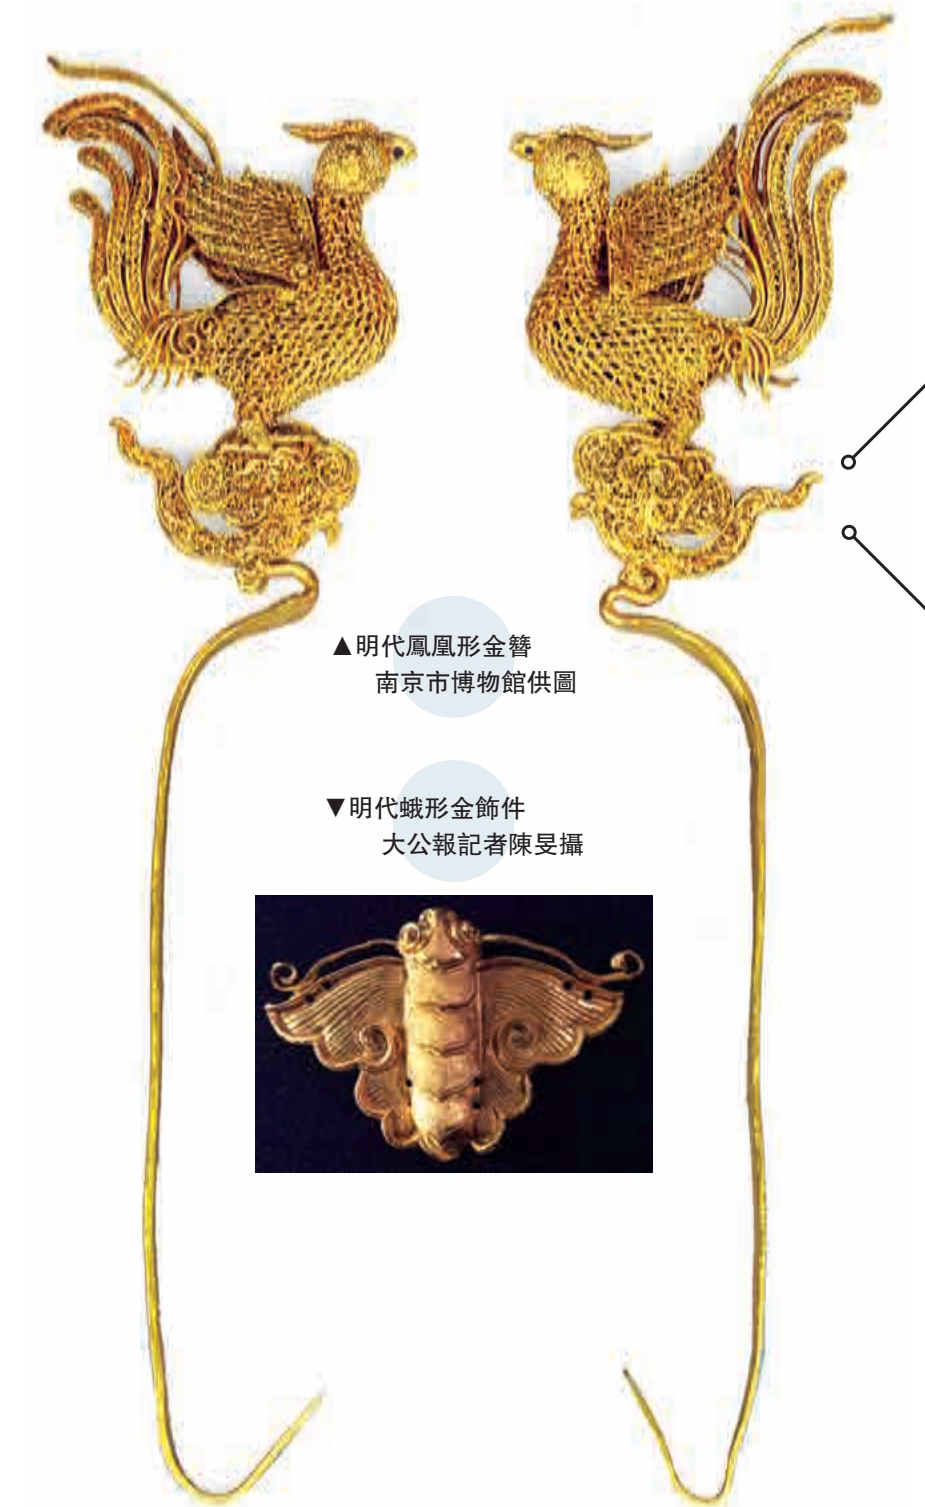 ▲明代鳳凰形金簪
南京市博物館供圖
▼明代蛾形金飾件
大公報記者陳旻攝